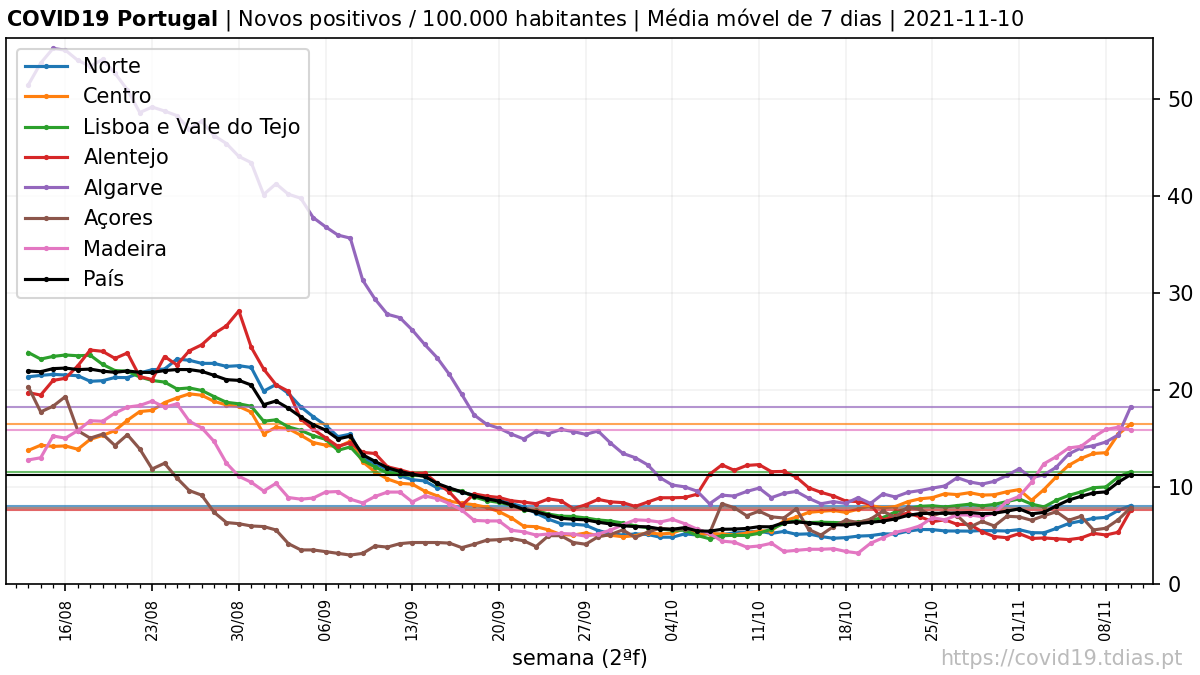 COVID19 Portugal | Novos positivos / 100.000 habitantes | Média móvel de 7 dias | 2021-11-10
Norte
Centro
Lisboa e Vale do Tejo
Alentejo
Algarve
Açores
Madeira
País
50
40
30
20
10
0
16/08 23/08 30/08 06/09 13/09 20/09 27/09 04/10 11/10 18/10 25/10 01/11 08/11
semana (2ªf)
https://covid19.tdias.pt